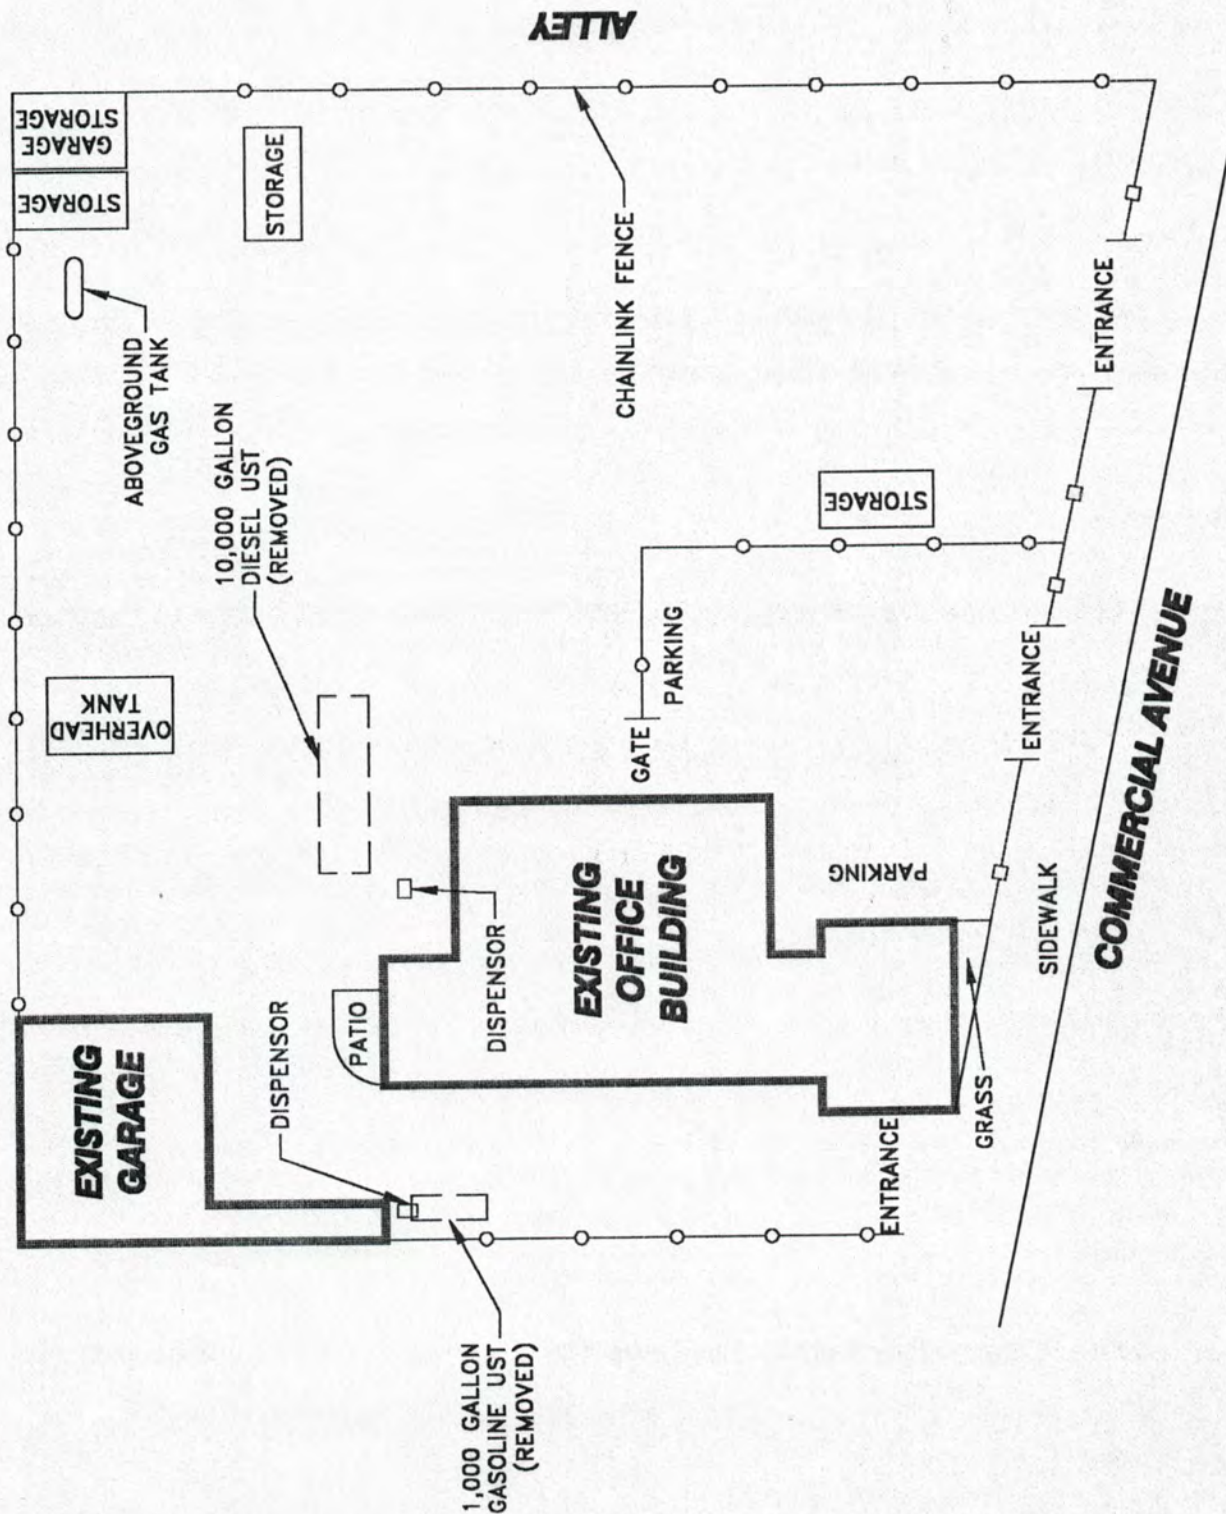 ALLEY
GARAGE
STORAGE
STORAGE
STORAGE
ABOVEGROUND
GAS TANK
CHAINLINK FENCE
10,000 GALLON
DIESEL UST
(REMOVED)
STORAGE
ENTRANCE
OVERHEAD
TANK
PARKING
GATE
ENTRANCE
COMMERCIAL AVENUE
SIDEWALK
PARKING
EXISTING
OFFICE
BUILDING
DISPENSOR
PATIO
EXISTING
GARAGE
DISPENSOR
GRASS
ENTRANCE
1,000 GALLON
GASOLINE UST
(REMOVED)